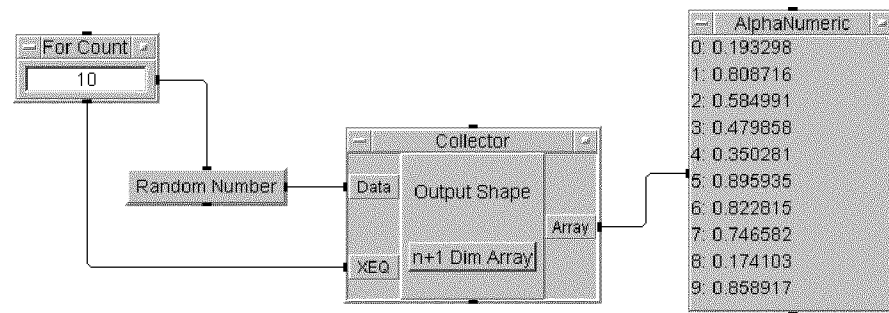 For Count
10
Random Number
Collector
Data
Output Shape
Array
XEQ
n+1 Dim Array
AlphaNumeric
0: 0.193298
1: 0.808716
2: 0.584991
3: 0.479858
4: 0.350281
5: 0.895935
6: 0.822815
7: 0.746582
8: 0.174103
9: 0.858917